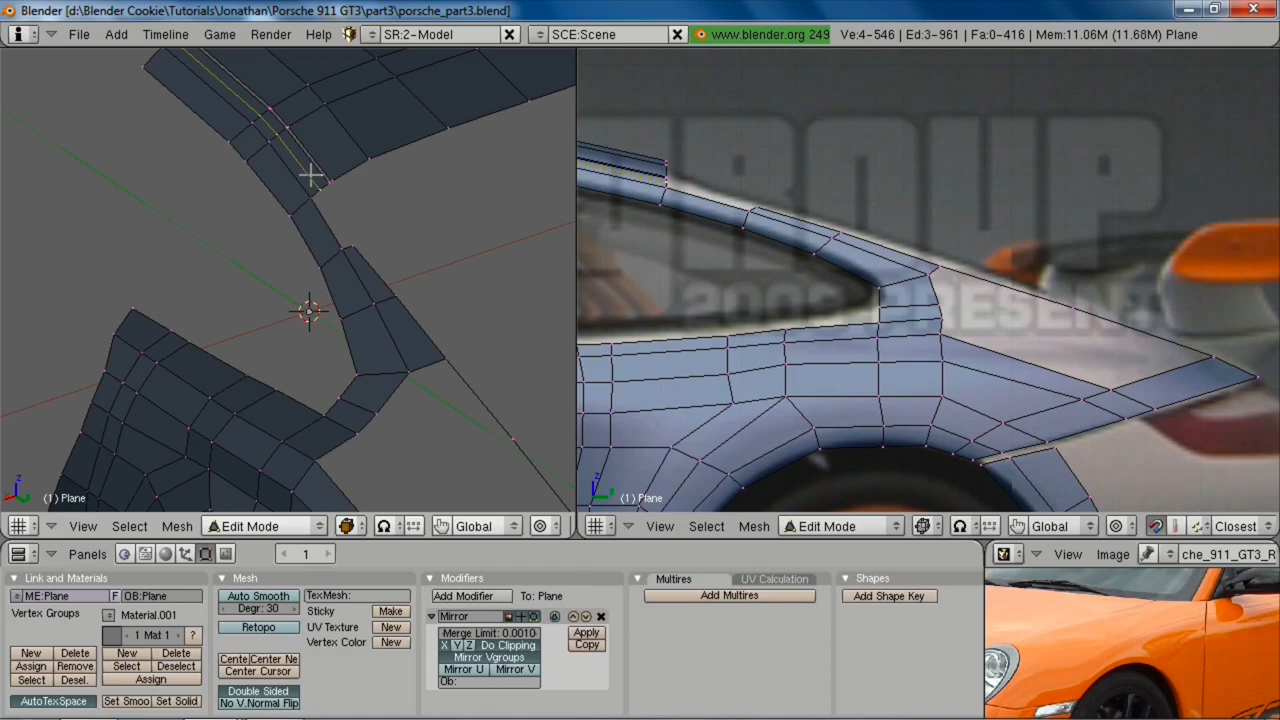 Blender [d:\Blender Cookie\Tutorials\Jonathan\Porsche 911 GT3\part3\porsche_part3.blend]
File Add Timeline Game Render Help SR:2-Model SCE:Scene www.blender.org 249 Ve:4-546 | Ed:3-961 | Fa:0-416 | Mem:11.06M (11.68M) Plane
GROUP
2009-PRESENT
z x (1) Plane
z (1) Plane
View Select Mesh Edit Mode Global
View Select Mesh Edit Mode Global Closest
Panels 1
View Image che_911_GT3_R
Link and Materials
ME:Plane F OB:Plane
Vertex Groups Material.001
1 Mat 1 ?
New Delete New Delete
Assign Remove Select Deselect
Select Desel. Assign
AutoTexSpace Set Smoo Set Solid
Mesh
Auto Smooth TexMesh:
Degr: 30 Sticky Make
Retopo UV Texture New
Vertex Color New
Cente Center Ne
Center Cursor
Double Sided
No V.Normal Flip
Modifiers
Add Modifier To: Plane
Mirror
Merge Limit: 0.0010 Apply
X Y Z Do Clipping Copy
Mirror Vgroups
Mirror U Mirror V
Ob:
Multires UV Calculation
Add Multires
Shapes
Add Shape Key